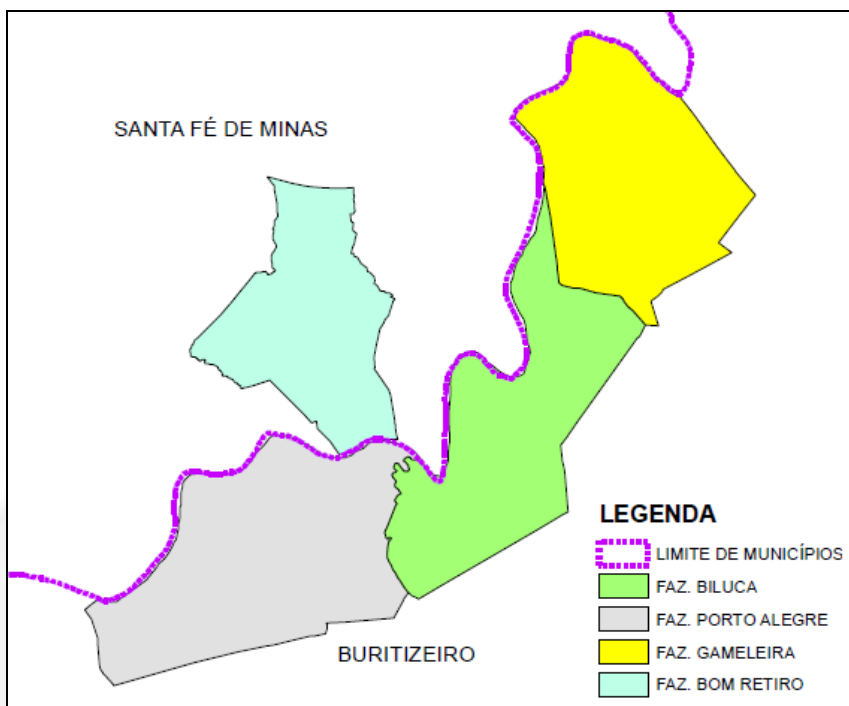 SANTA FÉ DE MINAS
BURITIZEIRO
LEGENDA
LIMITE DE MUNICÍPIOS
FAZ. BILUCA
FAZ. PORTO ALEGRE
FAZ. GAMELEIRA
FAZ. BOM RETIRO